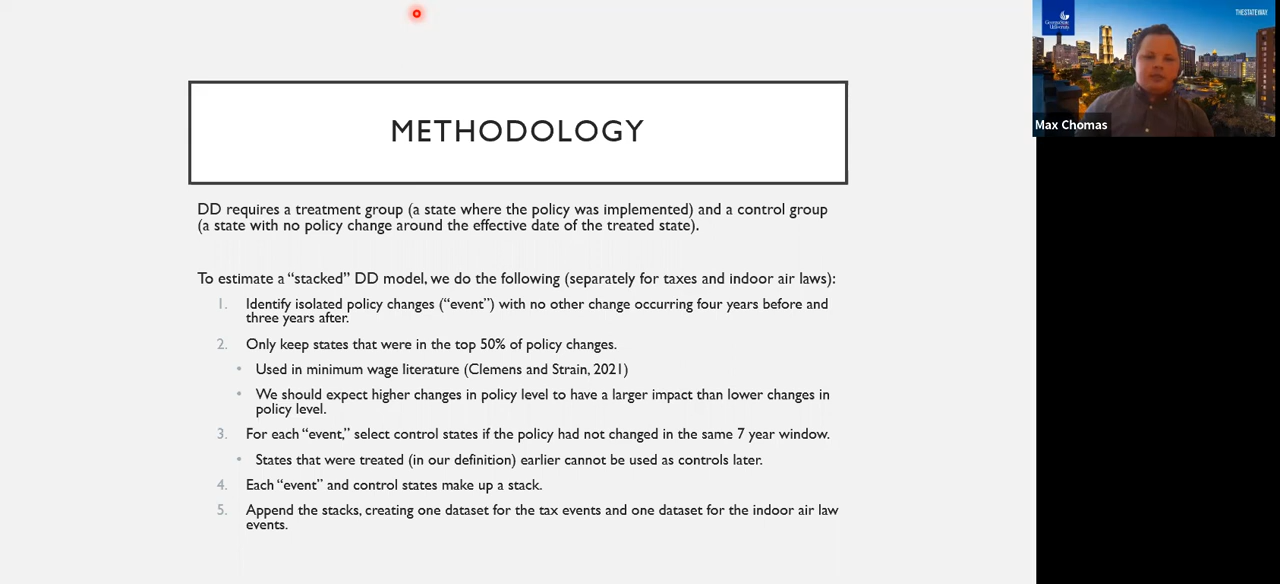 METHODOLOGY
DD requires a treatment group (a state where the policy was implemented) and a control group
(a state with no policy change around the effective date of the treated state).
To estimate a “stacked” DD model, we do the following (separately for taxes and indoor air laws):
1. Identify isolated policy changes (“event”) with no other change occurring four years before and
three years after.
2. Only keep states that were in the top 50% of policy changes.
• Used in minimum wage literature (Clemens and Strain, 2021)
• We should expect higher changes in policy level to have a larger impact than lower changes in
policy level.
3. For each “event,” select control states if the policy had not changed in the same 7 year window.
• States that were treated (in our definition) earlier cannot be used as controls later.
4. Each “event” and control states make up a stack.
5. Append the stacks, creating one dataset for the tax events and one dataset for the indoor air law
events.
GeorgiaState
University
THESTATEWAY
Max Chomas